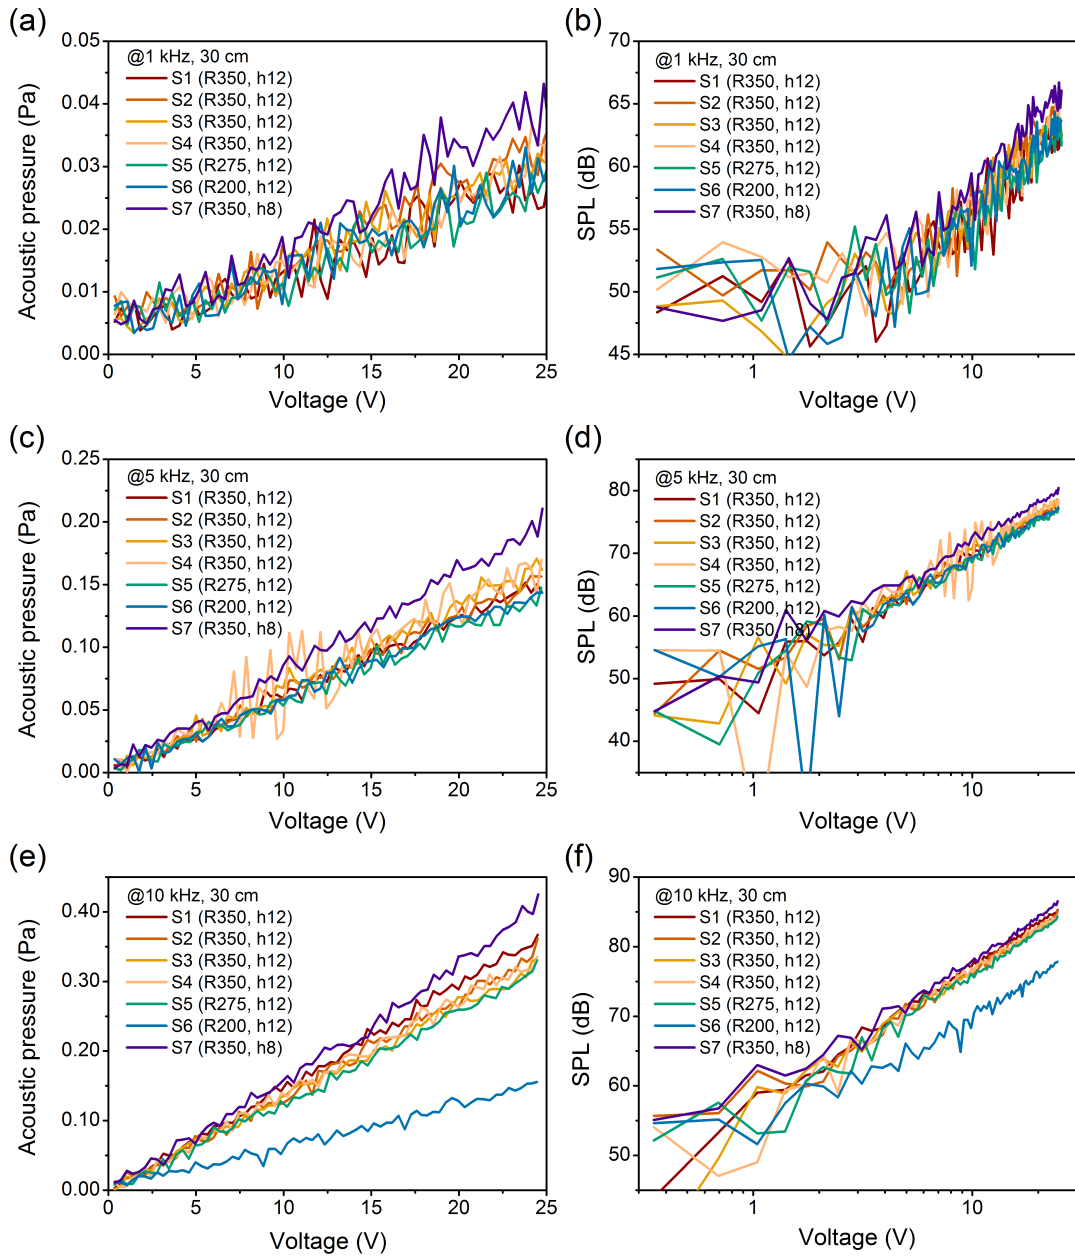 (a)
0.05
0.04
0.03
0.02
0.01
0.00
Acoustic pressure (Pa)
@1 kHz, 30 cm
S1 (R350, h12)
S2 (R350, h12)
S3 (R350, h12)
S4 (R350, h12)
S5 (R275, h12)
S6 (R200, h12)
S7 (R350, h8)
0 5 10 15 20 25
Voltage (V)
(b)
70
65
60
55
50
45
SPL (dB)
@1 kHz, 30 cm
S1 (R350, h12)
S2 (R350, h12)
S3 (R350, h12)
S4 (R350, h12)
S5 (R275, h12)
S6 (R200, h12)
S7 (R350, h8)
1 10
Voltage (V)
(c)
0.25
0.20
0.15
0.10
0.05
0.00
Acoustic pressure (Pa)
@5 kHz, 30 cm
S1 (R350, h12)
S2 (R350, h12)
S3 (R350, h12)
S4 (R350, h12)
S5 (R275, h12)
S6 (R200, h12)
S7 (R350, h8)
0 5 10 15 20 25
Voltage (V)
(d)
80
70
60
50
40
SPL (dB)
@5 kHz, 30 cm
S1 (R350, h12)
S2 (R350, h12)
S3 (R350, h12)
S4 (R350, h12)
S5 (R275, h12)
S6 (R200, h12)
S7 (R350, h8)
1 10
Voltage (V)
(e)
0.40
0.30
0.20
0.10
0.00
Acoustic pressure (Pa)
@10 kHz, 30 cm
S1 (R350, h12)
S2 (R350, h12)
S3 (R350, h12)
S4 (R350, h12)
S5 (R275, h12)
S6 (R200, h12)
S7 (R350, h8)
0 5 10 15 20 25
Voltage (V)
(f)
90
80
70
60
50
SPL (dB)
@10 kHz, 30 cm
S1 (R350, h12)
S2 (R350, h12)
S3 (R350, h12)
S4 (R350, h12)
S5 (R275, h12)
S6 (R200, h12)
S7 (R350, h8)
1 10
Voltage (V)